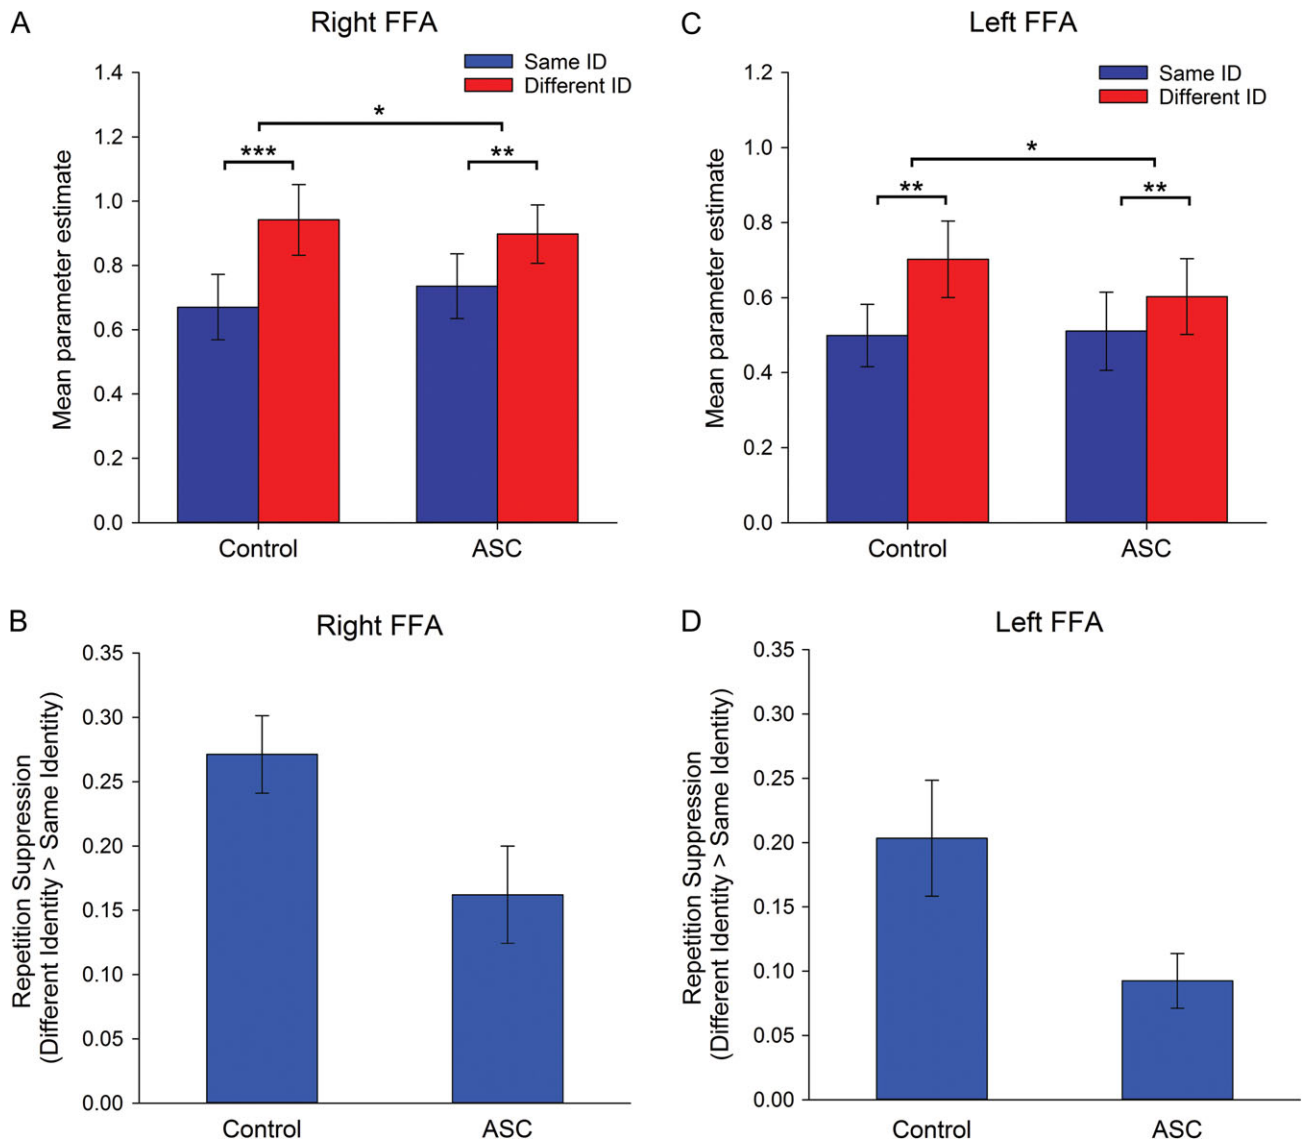 A
Right FFA
Same ID
Different ID
1.4
1.2
1.0
0.8
0.6
0.4
0.2
0.0
Mean parameter estimate
*
***
**
Control
ASC
C
Left FFA
Same ID
Different ID
1.2
1.0
0.8
0.6
0.4
0.2
0.0
Mean parameter estimate
*
**
**
Control
ASC
B
Right FFA
0.35
0.30
0.25
0.20
0.15
0.10
0.05
0.00
Repetition Suppression
(Different Identity > Same Identity)
Control
ASC
D
Left FFA
0.35
0.30
0.25
0.20
0.15
0.10
0.05
0.00
Repetition Suppression
(Different Identity > Same Identity)
Control
ASC